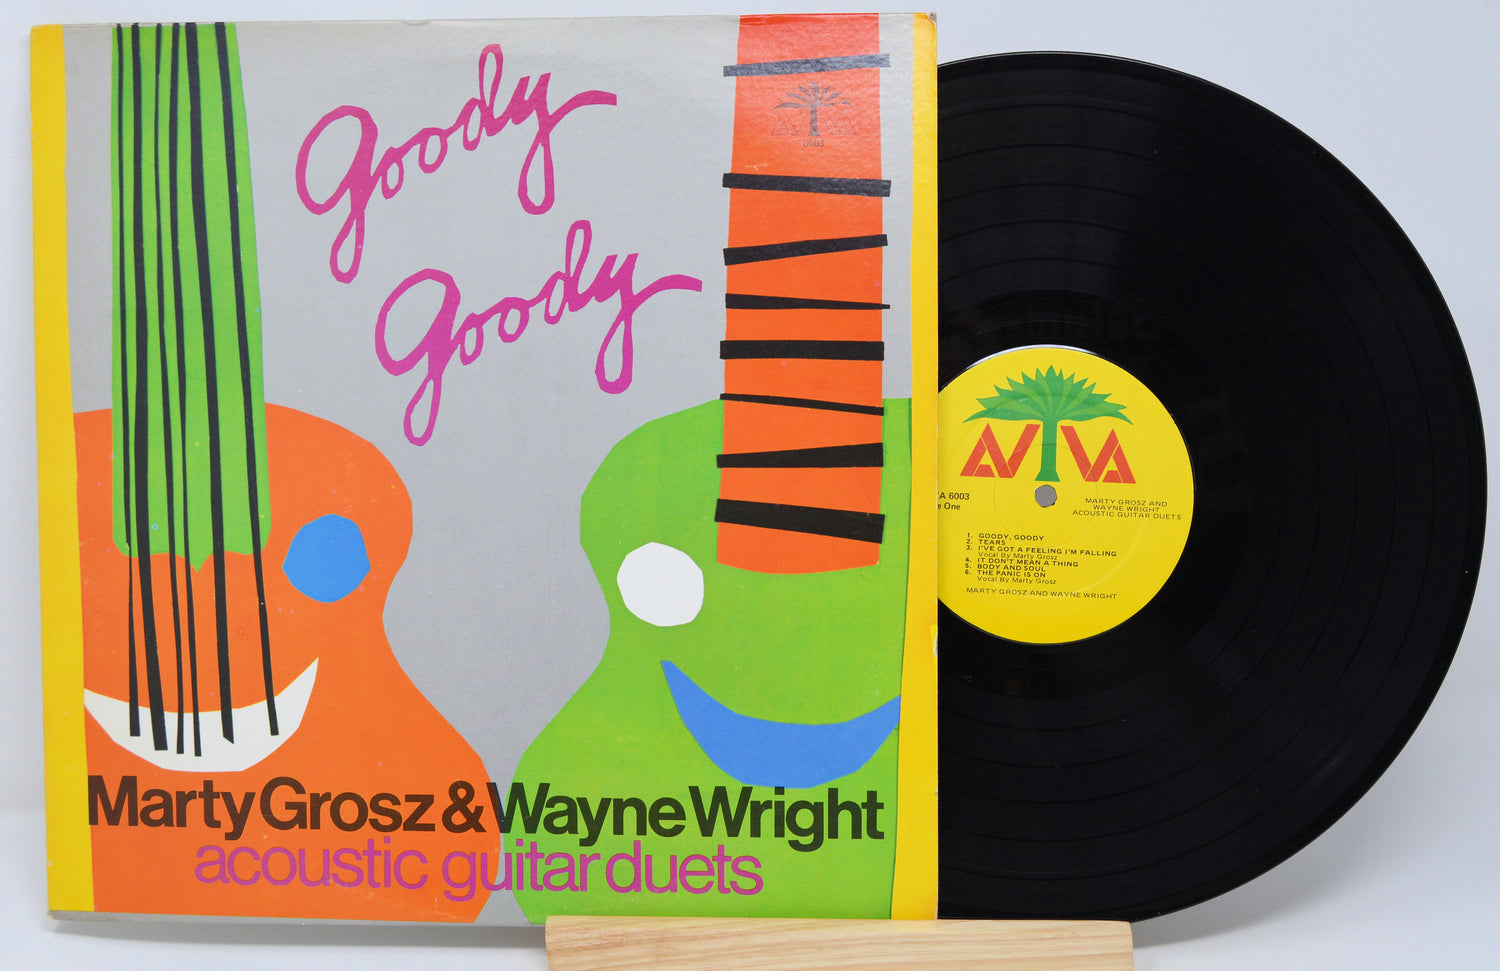 Goody
Goody
6003
Marty Grosz & Wayne Wright
acoustic guitar duets
AVIVA
A 6003
e One
MARTY GROSZ AND
WAYNE WRIGHT
ACOUSTIC GUITAR DUETS
1. GOODY, GOODY
2. TEARS
3. I'VE GOT A FEELING I'M FALLING
Vocal By Marty Grosz
4. IT DON'T MEAN A THING
5. BODY AND SOUL
6. THE PANIC IS ON
Vocal By Marty Grosz
MARTY GROSZ AND WAYNE WRIGHT